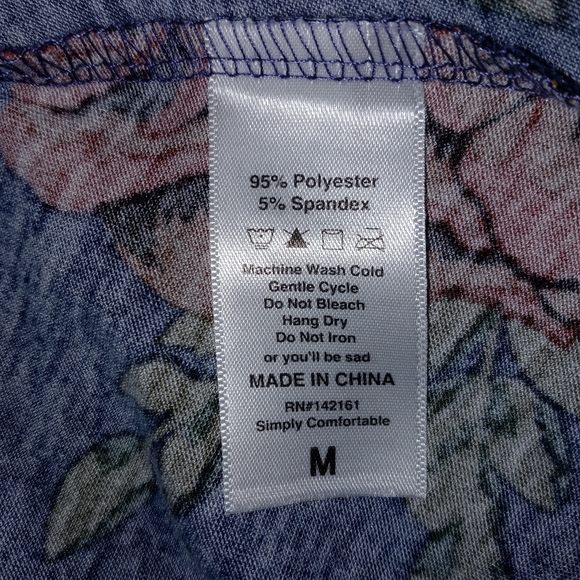 95% Polyester
5% Spandex
Machine Wash Cold
Gentle Cycle
Do Not Bleach
Hang Dry
Do Not Iron
or you'll be sad
MADE IN CHINA
RN#142161
Simply Comfortable
M